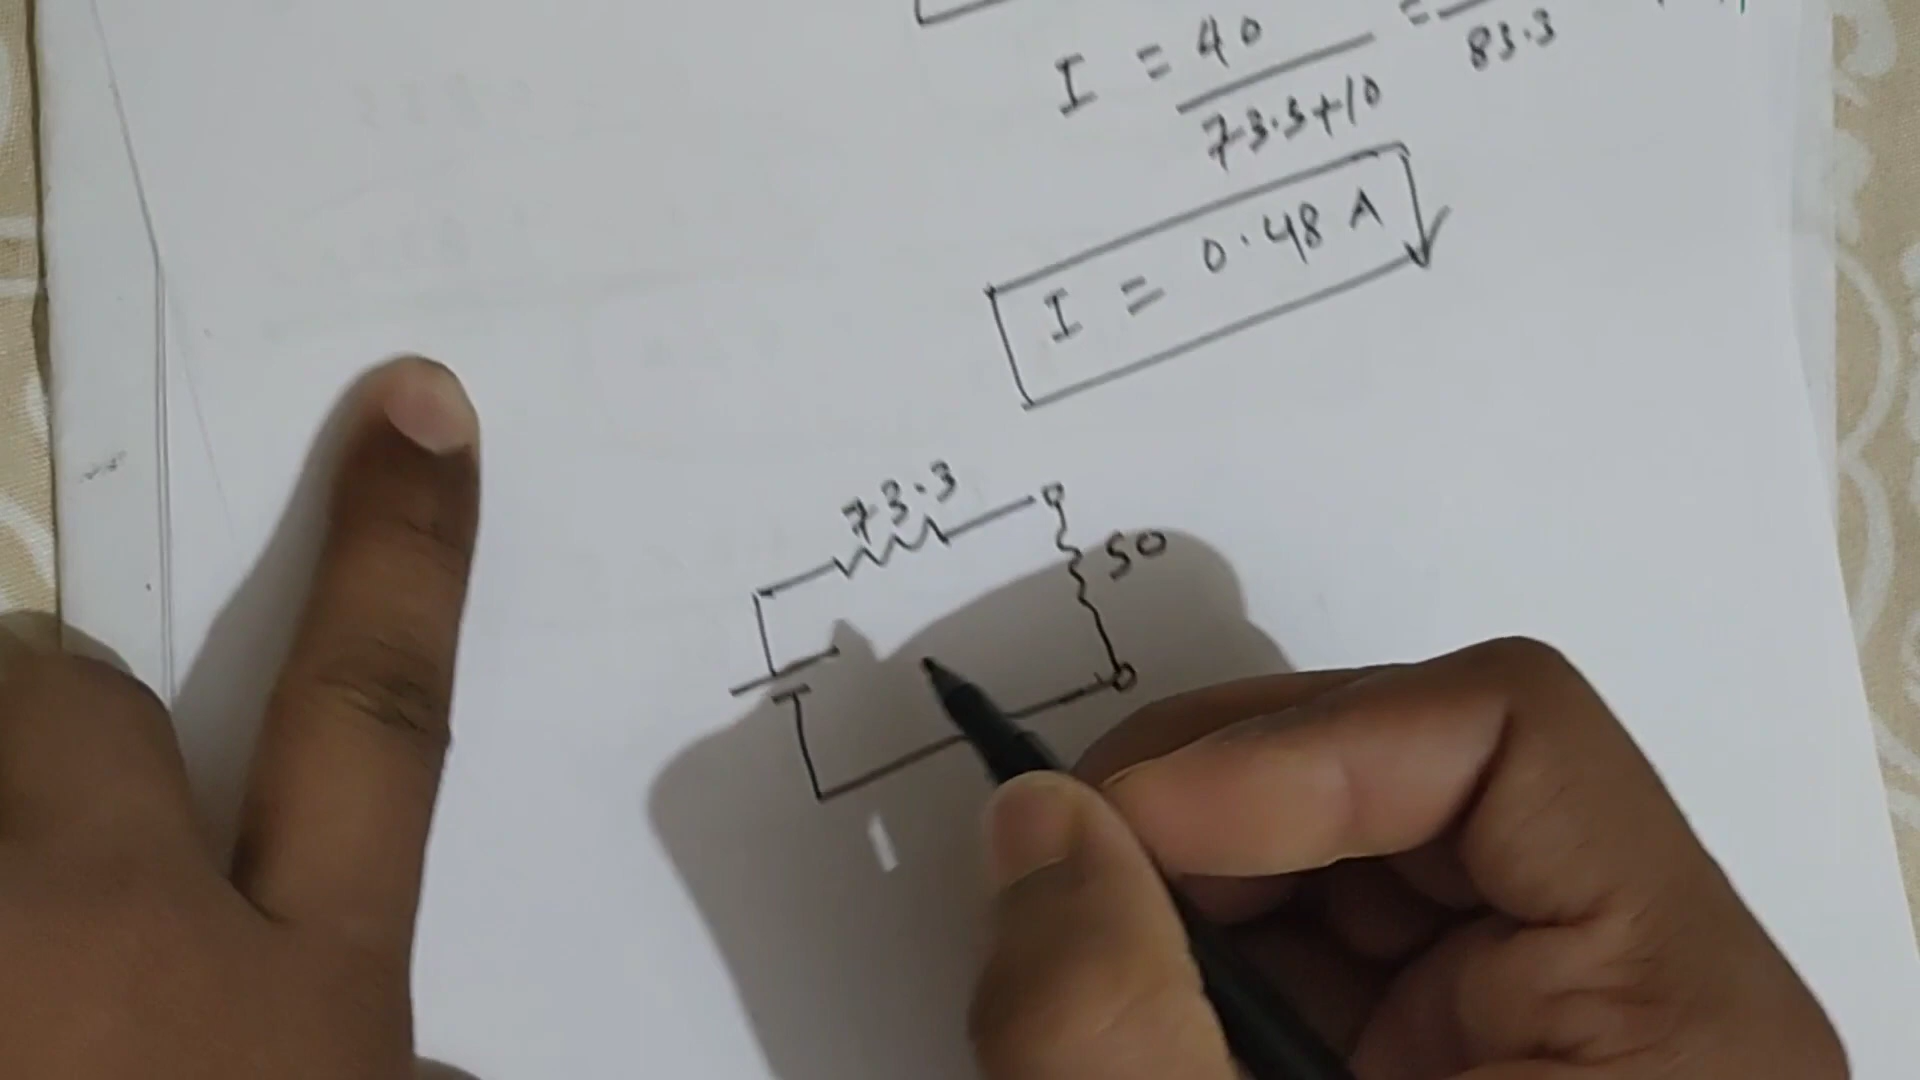 I = 40 / 73.3+10 = / 83.3
I = 0.48 A
73.3
50